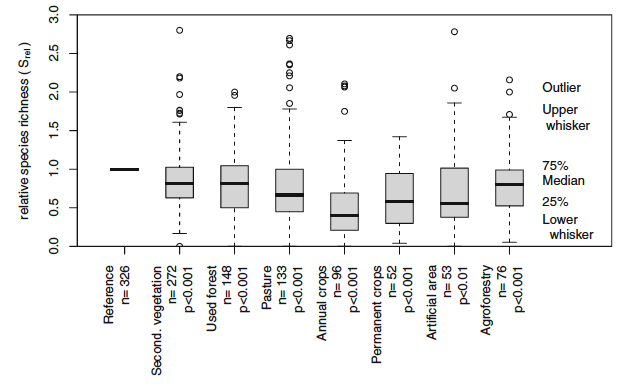 relative species richness ( Srel)
0.0
0.5
1.0
1.5
2.0
2.5
3.0
Outlier
Upper
whisker
75%
Median
25%
Lower
whisker
Reference
n= 326
Second. vegetation
n= 272
p<0.001
Used forest
n= 148
p<0.001
Pasture
n= 133
p<0.001
Annual crops
n= 96
p<0.001
Permanent crops
n= 52
p<0.001
Artificial area
n= 53
p<0.01
Agroforestry
n= 76
p<0.001